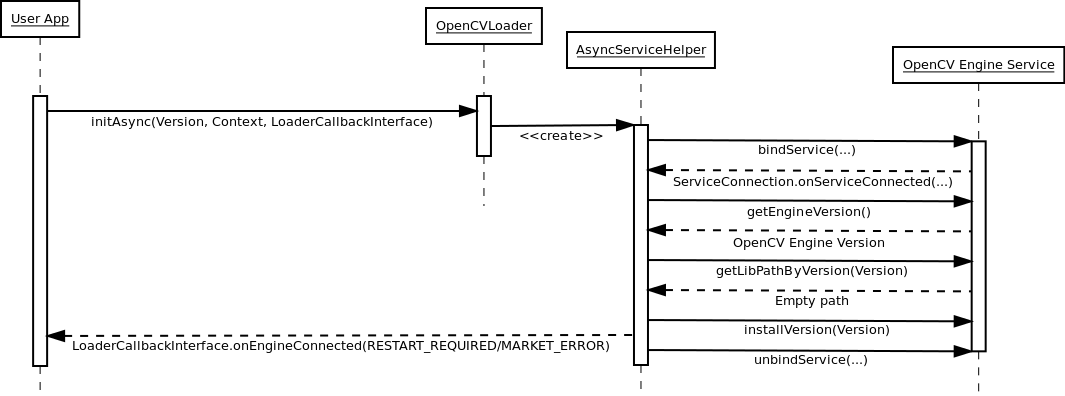 User App
OpenCVLoader
AsyncServiceHelper
OpenCV Engine Service
initAsync(Version, Context, LoaderCallbackInterface)
<<create>>
bindService(...)
ServiceConnection.onServiceConnected(...)
getEngineVersion()
OpenCV Engine Version
getLibPathByVersion(Version)
Empty path
installVersion(Version)
LoaderCallbackInterface.onEngineConnected(RESTART_REQUIRED/MARKET_ERROR)
unbindService(...)